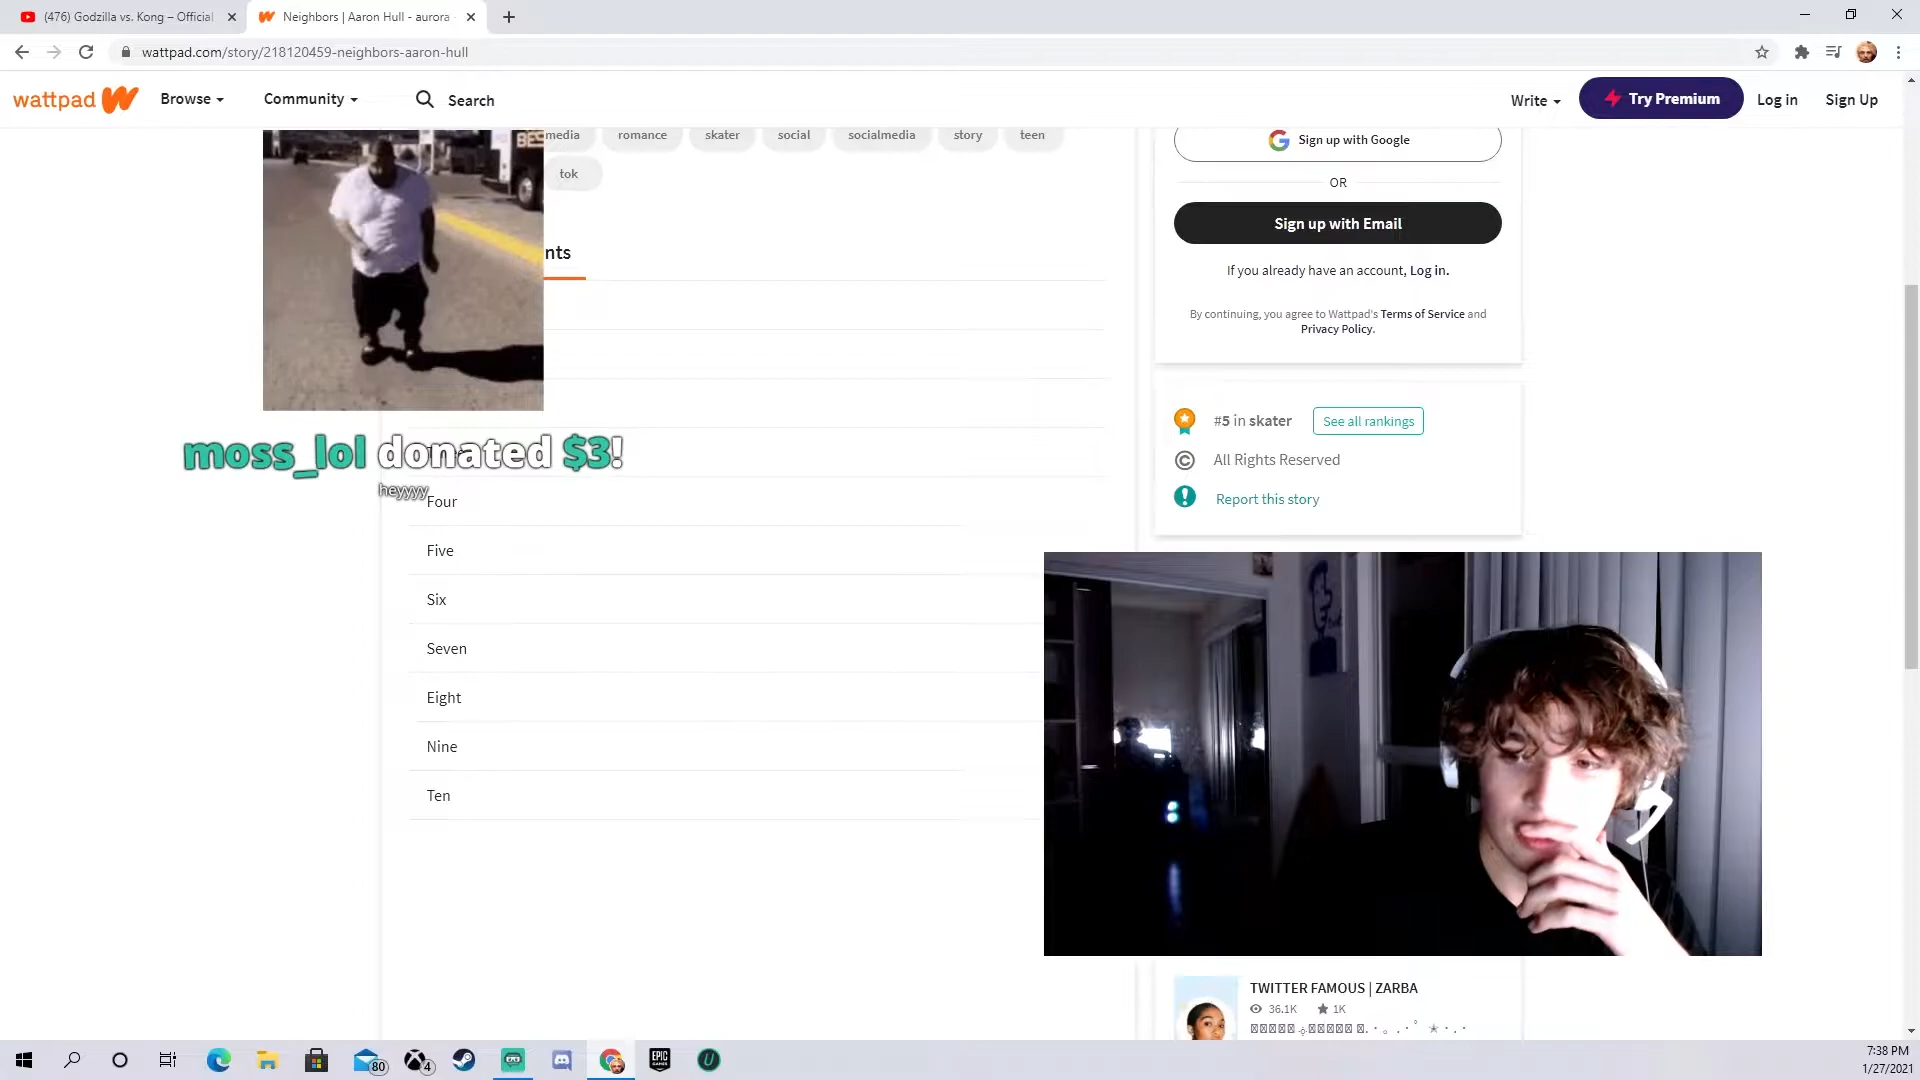 (476) Godzilla vs. Kong – Official
Neighbors | Aaron Hull - aurora
wattpad.com/story/218120459-neighbors-aaron-hull
wattpad
Browse
Community
Search
Write
Try Premium
Log in
Sign Up
media
romance
skater
social
socialmedia
story
teen
tok
BES
nts
moss_lol donated $3!
heyyyy
Four
Five
Six
Seven
Eight
Nine
Ten
Sign up with Google
OR
Sign up with Email
If you already have an account, Log in.
By continuing, you agree to Wattpad's Terms of Service and
Privacy Policy.
#5 in skater
See all rankings
All Rights Reserved
Report this story
TWITTER FAMOUS | ZARBA
36.1K
1K
80
4
EPIC
GAMES
7:38 PM
1/27/2021